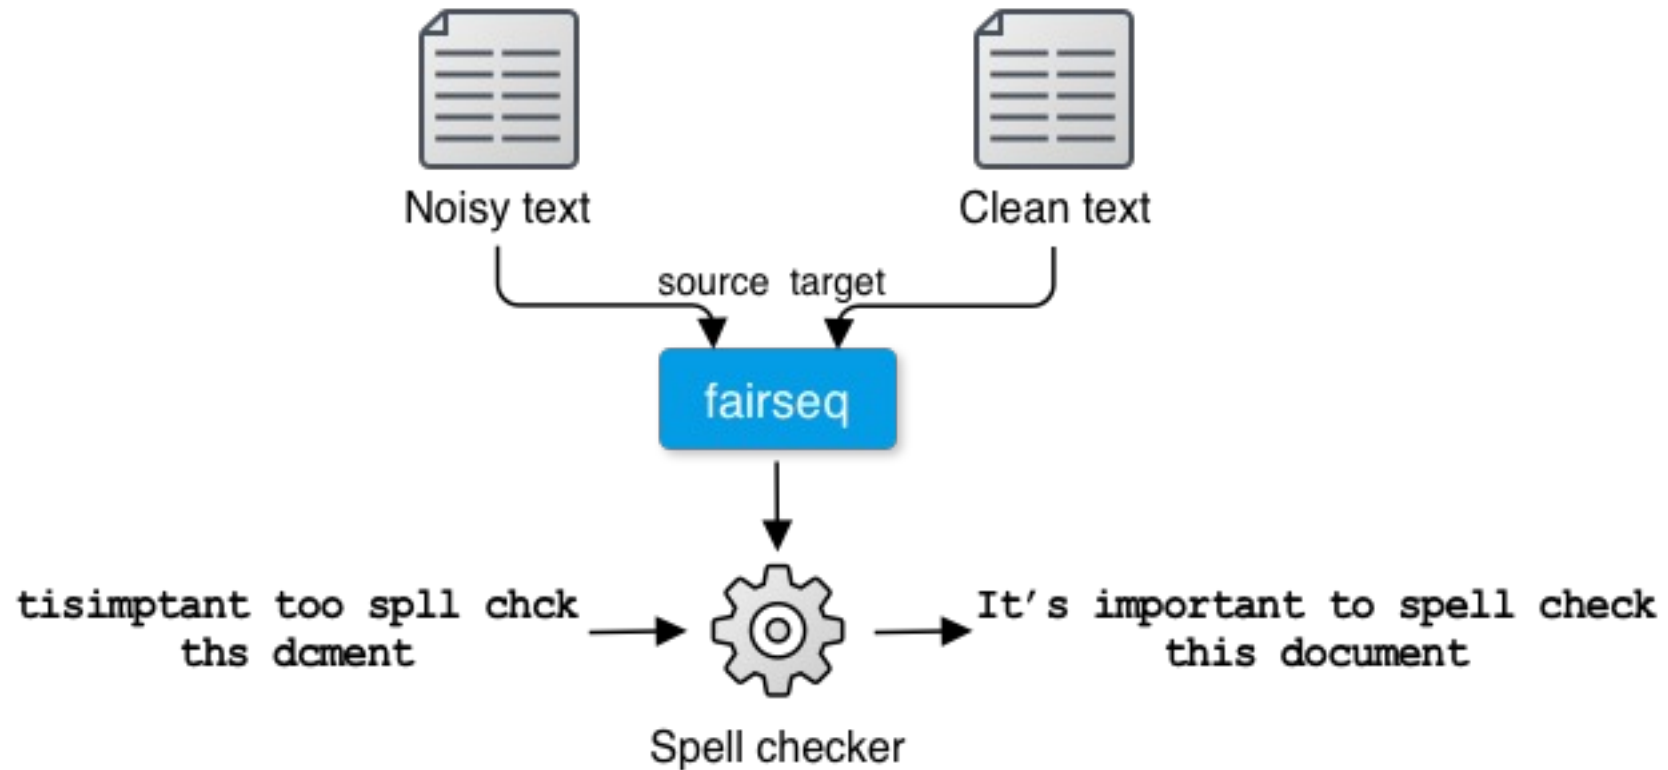 Noisy text
Clean text
source target
fairseq
tisimptant too spll chck
ths dcment
It's important to spell check
this document
Spell checker